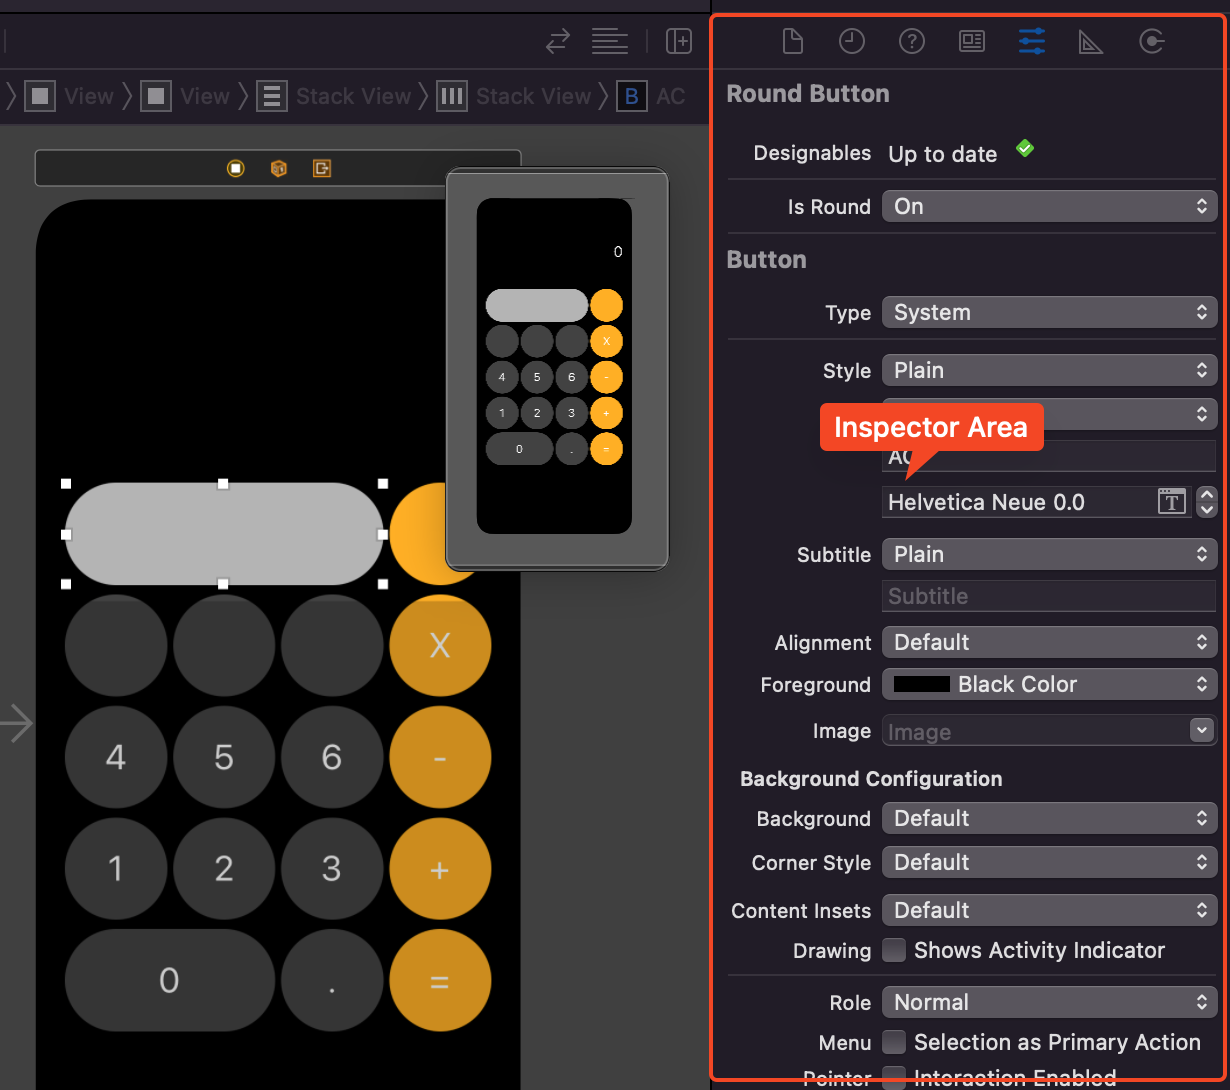 View
View
Stack View
Stack View
B
AC
0
X
4 5 6 -
1 2 3 +
0 . =
X
4 5 6 -
1 2 3 +
0 . =
?
Round Button
Designables Up to date
Is Round On
Button
Type System
Style Plain
Inspector Area
Helvetica Neue 0.0 T
Subtitle Plain
Subtitle
Alignment Default
Foreground Black Color
Image Image
Background Configuration
Background Default
Corner Style Default
Content Insets Default
Drawing Shows Activity Indicator
Role Normal
Menu Selection as Primary Action
Pointer Interaction Enabled